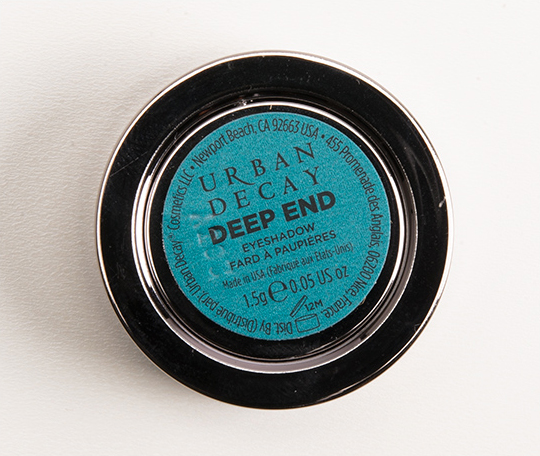 URBAN
DECAY
DEEP END
EYESHADOW
FARD À PAUPIÈRES
Made in USA (Fabriqué aux États-Unis)
1.5g ℮ 0.05 US oz
12M
Dist. By (Distribué par): Urban Decay® Cosmetics LLC • Newport Beach, CA 92663 USA • 455 Promenade des Anglais, 06200 Nice France.